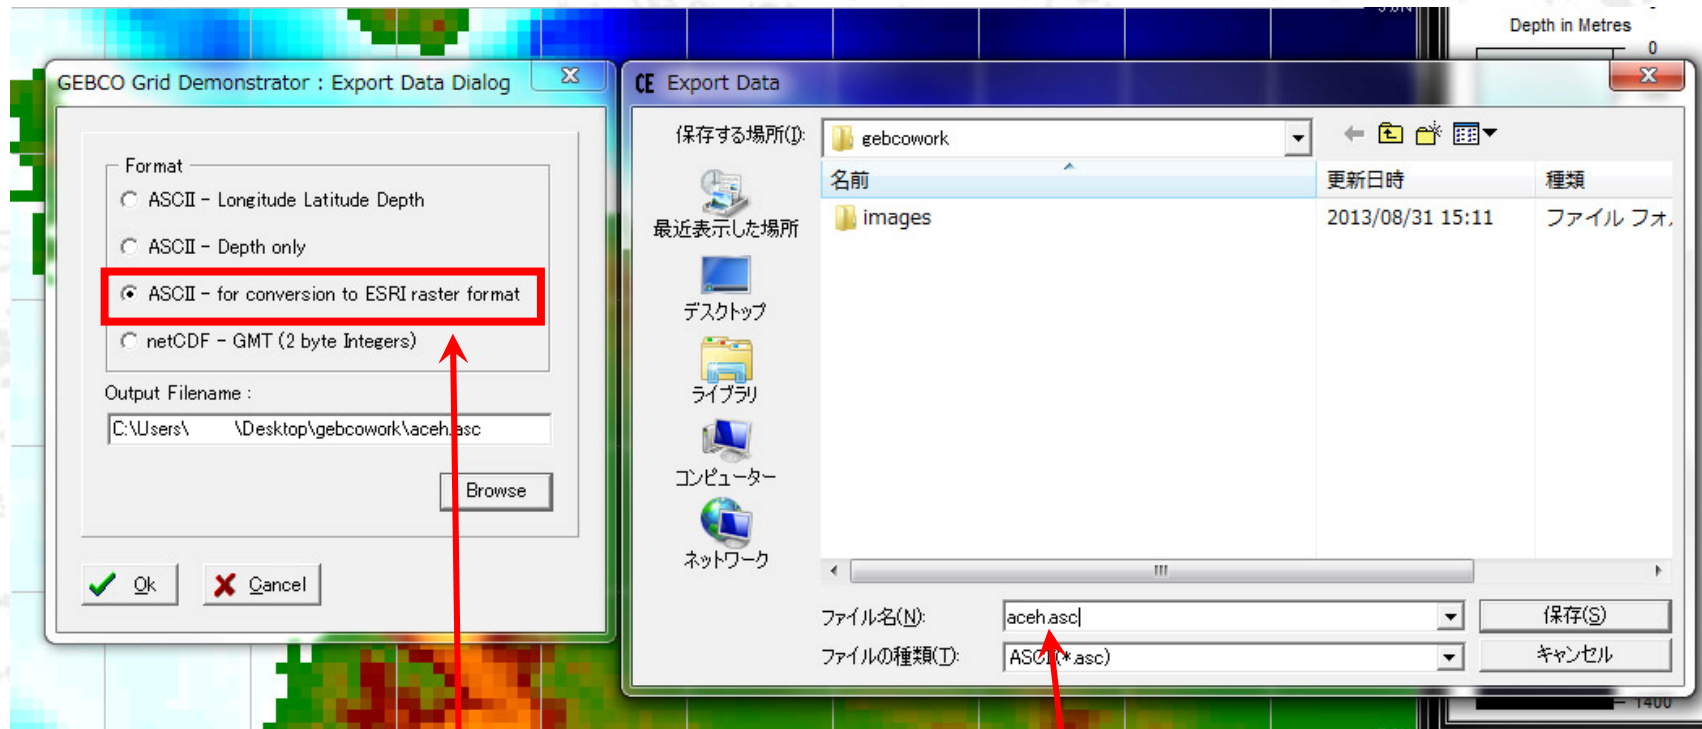 Depth in Metres
0
GEBCO Grid Demonstrator : Export Data Dialog
Format
ASCII - Longitude Latitude Depth
ASCII - Depth only
ASCII - for conversion to ESRI raster format
netCDF - GMT (2 byte Integers)
Output Filename :
C:\Users\ \Desktop\gebcowork\aceh.asc
Browse
Ok
Cancel
Export Data
保存する場所(I):
gebcowork
名前
更新日時
種類
images
2013/08/31 15:11
ファイル フォ
最近表示した場所
デスクトップ
ライブラリ
コンピューター
ネットワーク
ファイル名(N):
aceh.asc
保存(S)
ファイルの種類(T):
ASCII(*.asc)
キャンセル
1400